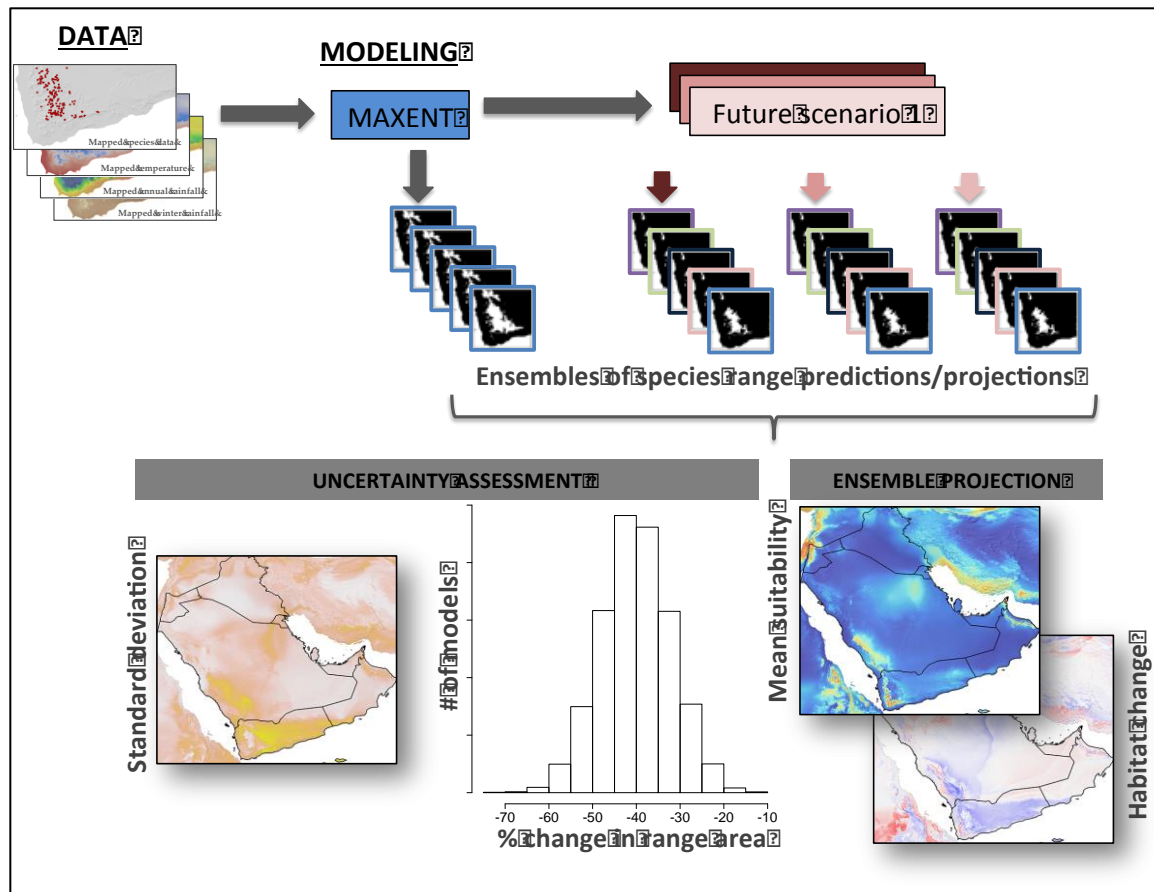 DATA�
MODELING�
Mapped&species&data&
Mapped&temperature&
Mapped&annual&rainfall&
Mapped&winter&rainfall&
MAXENT�
Future�scenario�1�
Ensembles�of�species�range�predictions/projections�
UNCERTAINTY�ASSESSMENT�
ENSEMBLE�PROJECTION�
Standard�deviation�
#�of�models�
-70 -60 -50 -40 -30 -20 -10
%�change�in�range�area�
Mean�suitability�
Habitat�change�